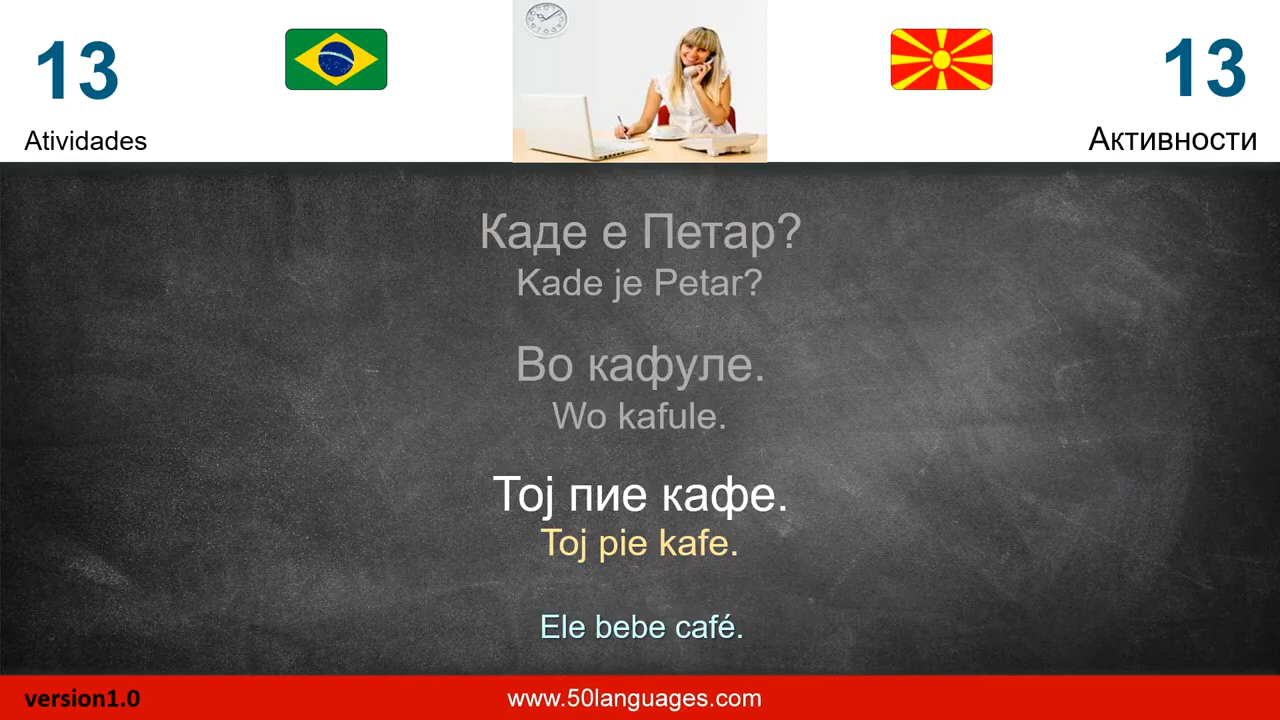 13
Atividades
13
Активности
Каде е Петар?
Kade je Petar?
Во кафуле.
Wo kafule.
Тој пие кафе.
Toj pie kafe.
Ele bebe café.
version1.0
www.50languages.com